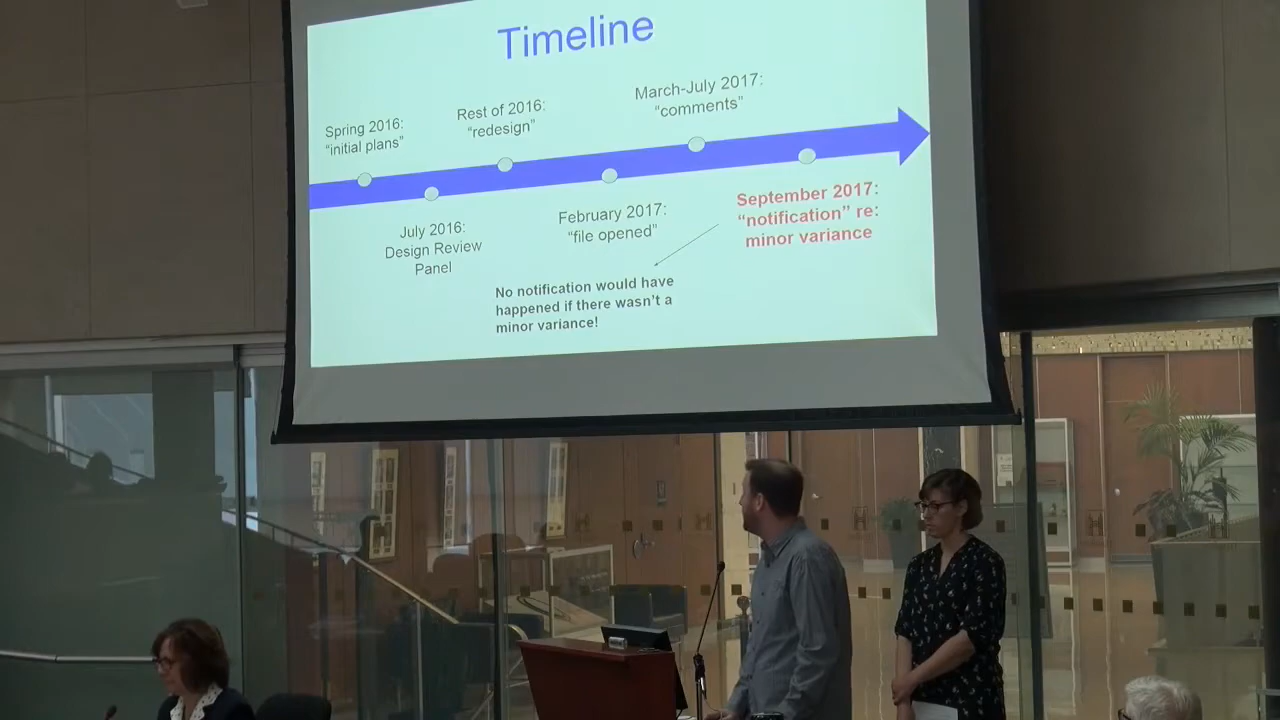 Timeline
Spring 2016:
“initial plans”
Rest of 2016:
“redesign”
March-July 2017:
“comments”
July 2016:
Design Review
Panel
February 2017:
“file opened”
September 2017:
“notification” re:
minor variance
No notification would have
happened if there wasn’t a
minor variance!